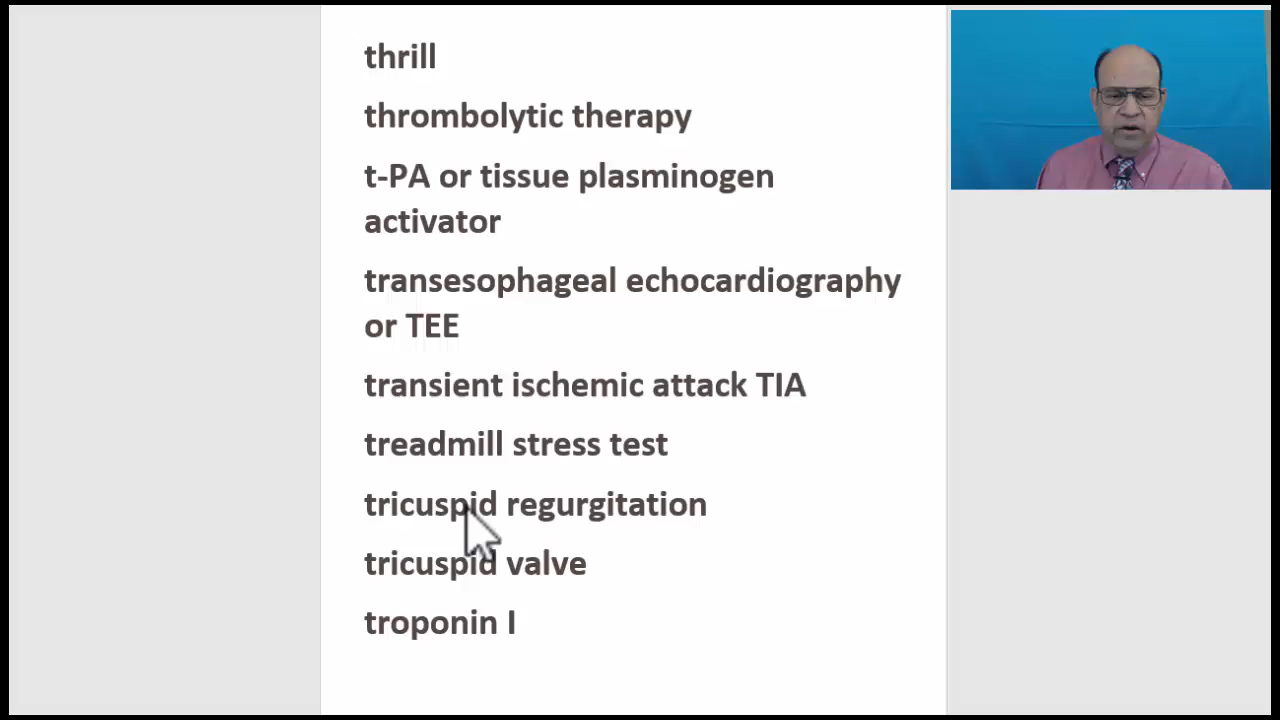 thrill
thrombolytic therapy
t-PA or tissue plasminogen
activator
transesophageal echocardiography
or TEE
transient ischemic attack TIA
treadmill stress test
tricuspid regurgitation
tricuspid valve
troponin I